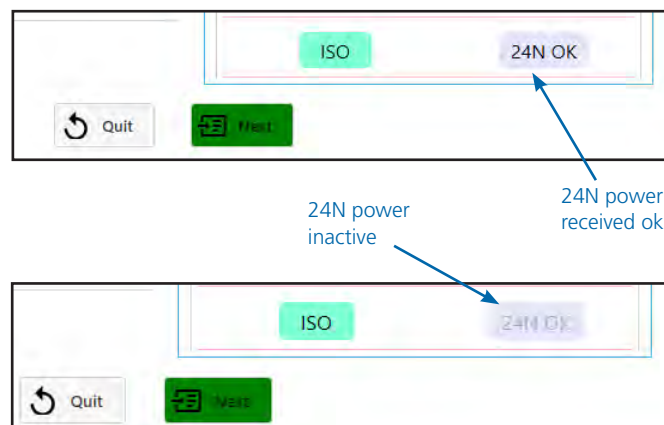 ISO 24N OK
Quit Next
24N power
received ok
24N power
inactive
ISO 24N OK
Quit Next